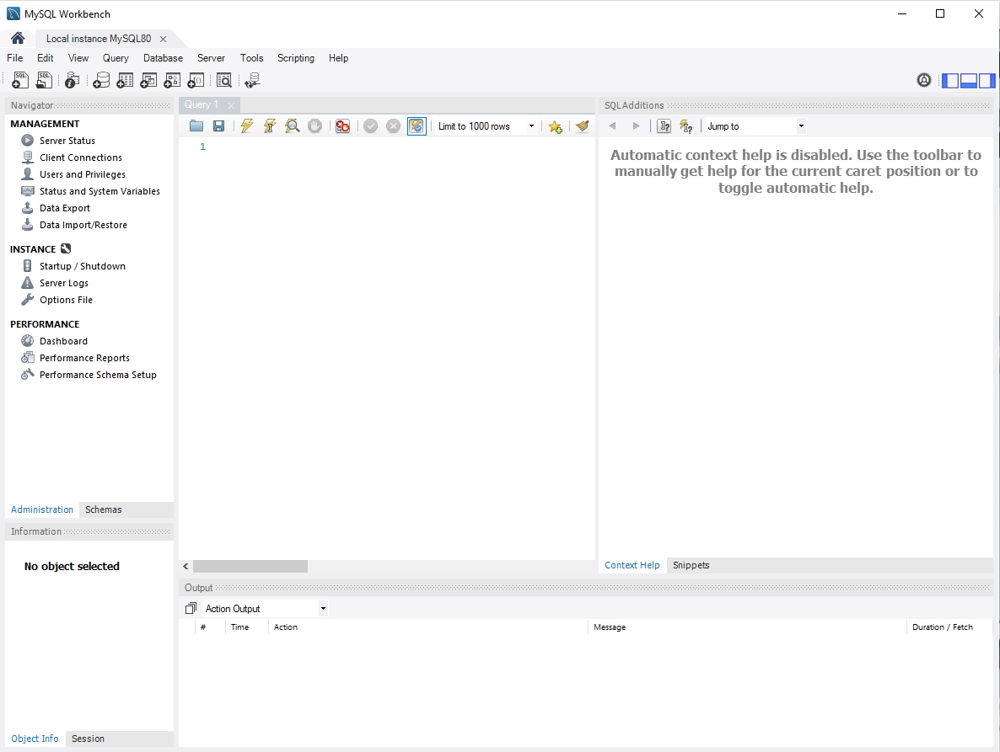 MySQL Workbench
Local instance MySQL80
File Edit View Query Database Server Tools Scripting Help
Navigator
MANAGEMENT
Server Status
Client Connections
Users and Privileges
Status and System Variables
Data Export
Data Import/Restore
INSTANCE
Startup / Shutdown
Server Logs
Options File
PERFORMANCE
Dashboard
Performance Reports
Performance Schema Setup
Administration Schemas
Information
No object selected
Object Info Session
Query 1
Limit to 1000 rows
1
SQLAdditions
Jump to
Automatic context help is disabled. Use the toolbar to
manually get help for the current caret position or to
toggle automatic help.
Context Help Snippets
Output
Action Output
# Time Action Message Duration / Fetch